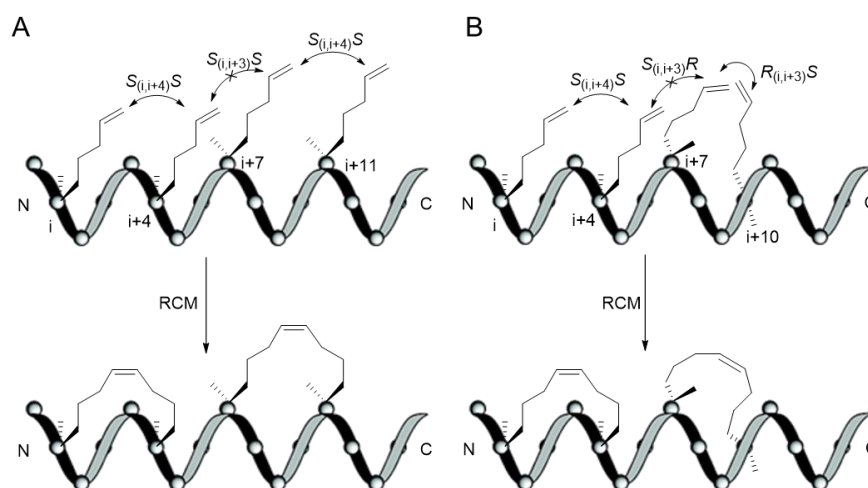 A
S(i,i+4)S
S(i,i+3)S
S(i,i+4)S
N
i
i+4
i+7
i+11
C
RCM
N
C
B
S(i,i+4)S
S(i,i+3)R
R(i,i+3)S
N
i
i+4
i+7
i+10
C
RCM
N
C